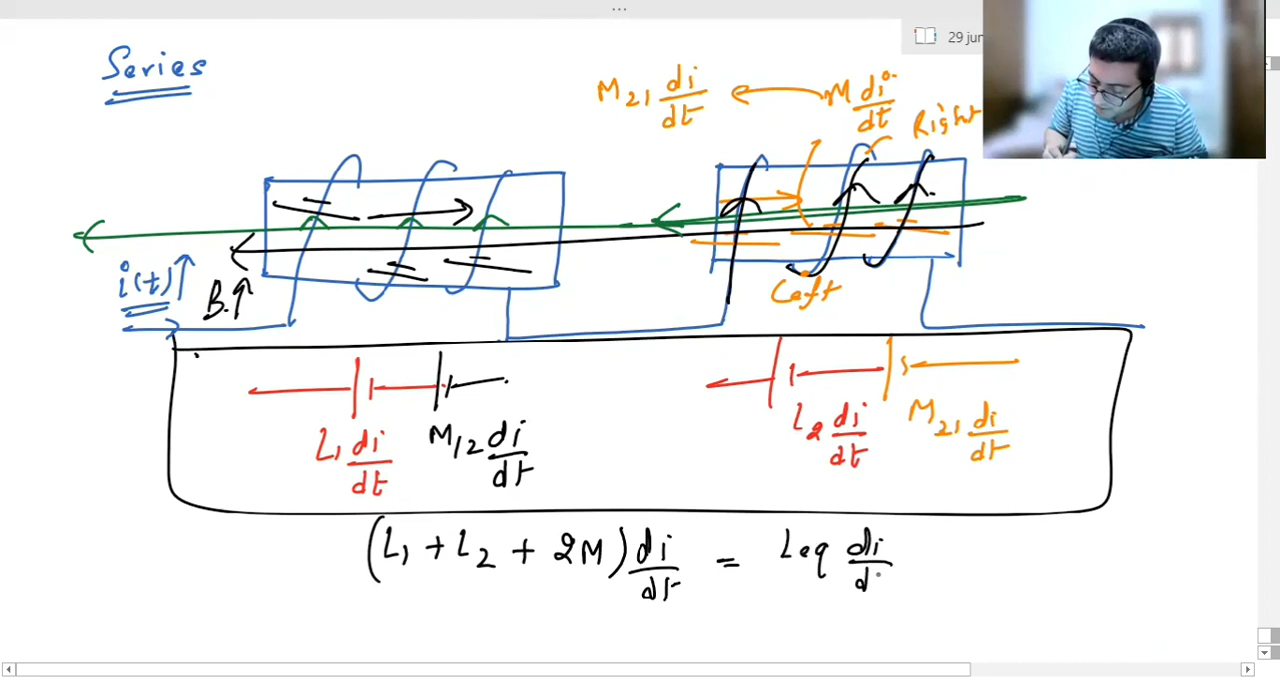 Series
29 jun
M21 di/dt
M di/dt
Right
i(t)↑
B↑
Left
L1 di/dt
M12 di/dt
L2 di/dt
M21 di/dt
(L1 + L2 + 2M) di/dt = Leq di/d